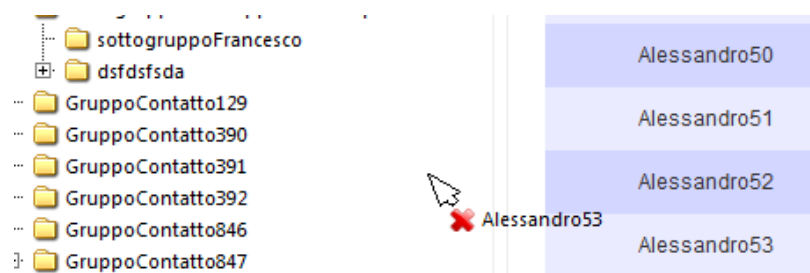 sottogruppoFrancesco
dsfdsfsda
GruppoContatto129
GruppoContatto390
GruppoContatto391
GruppoContatto392
GruppoContatto846
GruppoContatto847
Alessandro53
Alessandro50
Alessandro51
Alessandro52
Alessandro53